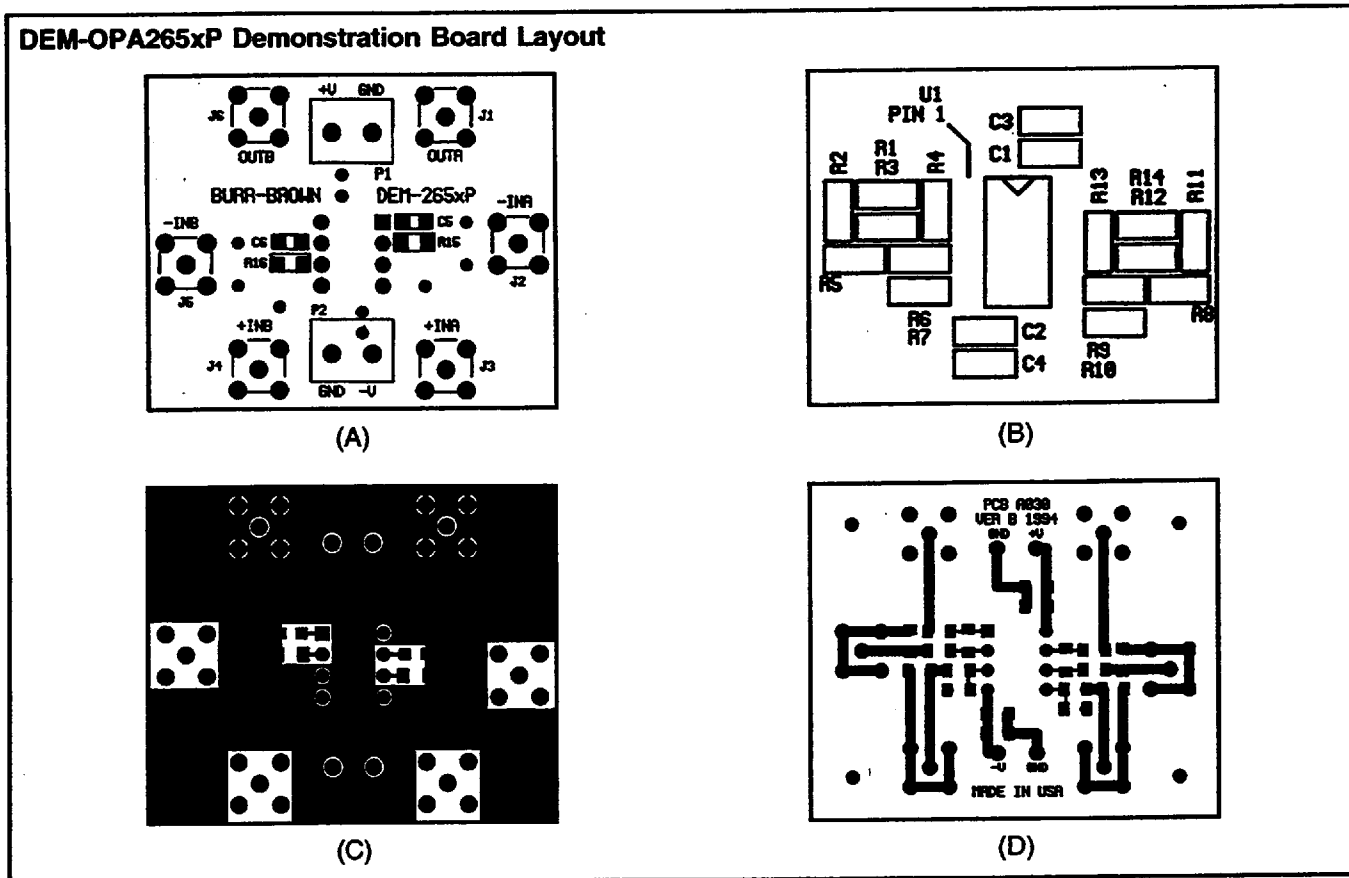 DEM-OPA265xP Demonstration Board Layout
+V GND
J6
J1
OUTB
OUTA
P1
BURR-BROWN
DEM-265xP
-INB
-INA
C5
C6
R15
R16
J5
J2
P2
+INB
+INA
J4
J3
GND -V
(A)
U1
PIN 1
C3
C1
R2
R1
R3
R4
R13
R14
R12
R11
R5
R6
R7
R8
R9
R10
C2
C4
(B)
(C)
PCB A030
VER B 1994
GND +V
-V GND
MADE IN USA
(D)